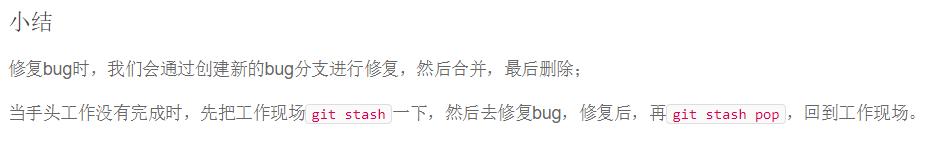 小结
修复bug时，我们会通过创建新的bug分支进行修复，然后合并，最后删除；
当手头工作没有完成时，先把工作现场git stash一下，然后去修复bug，修复后，再git stash pop，回到工作现场。